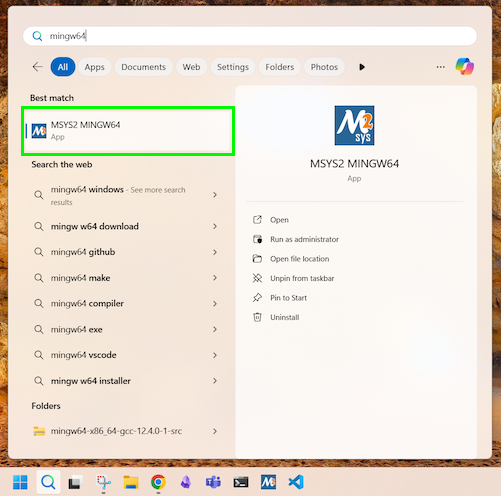 mingw64
All
Apps
Documents
Web
Settings
Folders
Photos
...
Best match
MSYS2 MINGW64
App
Search the web
mingw64 windows - See more search
results
mingw w64 download
mingw64 github
mingw64 make
mingw64 compiler
mingw64 exe
mingw64 vscode
mingw w64 installer
Folders
mingw64-x86_64-gcc-12.4.0-1-src
M2
SYS
MSYS2 MINGW64
App
Open
Run as administrator
Open file location
Unpin from taskbar
Pin to Start
Uninstall